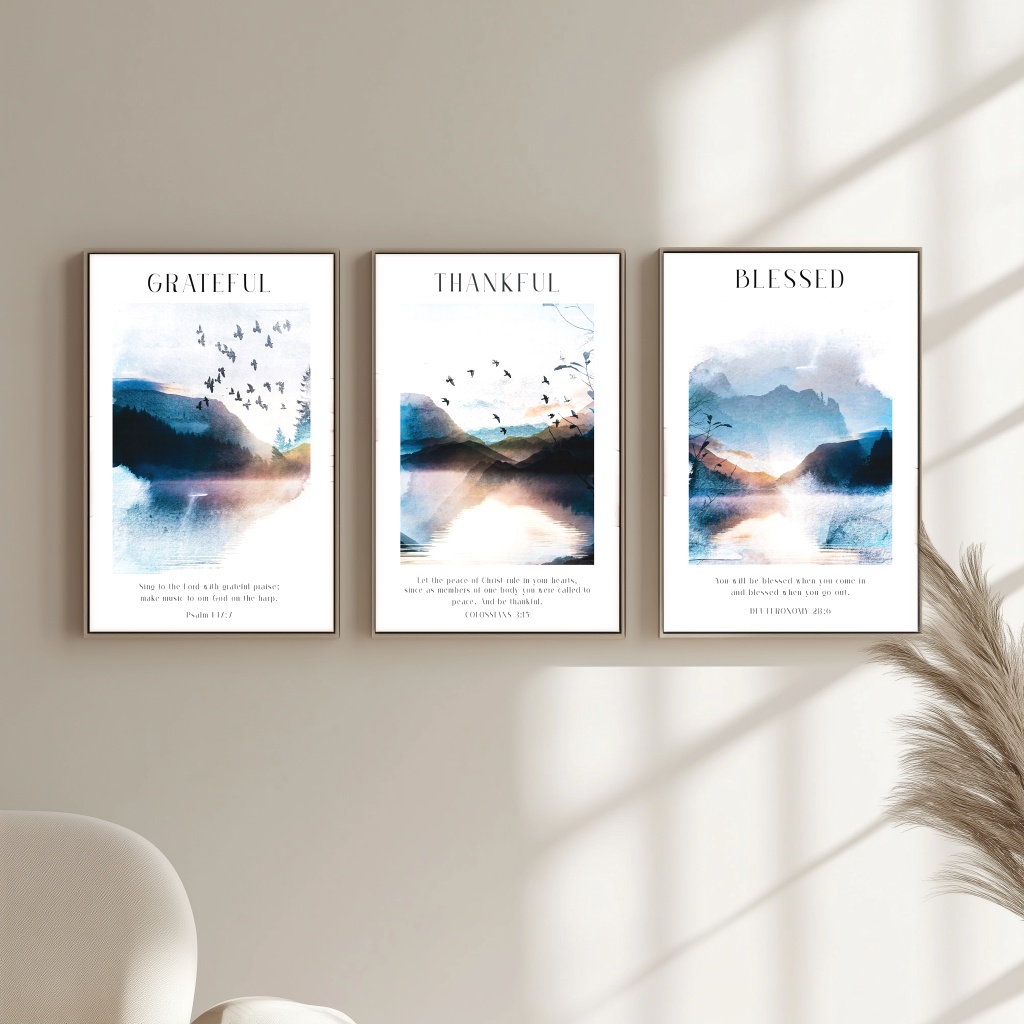 GRATEFUL
Sing to the Lord with grateful praise;
make music to our God on the harp.
Psalm 147:7
THANKFUL
Let the peace of Christ rule in your hearts,
since as members of one body you were called to
peace. And be thankful.
COLOSSIANS 3:15
BLESSED
You will be blessed when you come in
and blessed when you go out.
DEUTERONOMY 28:6